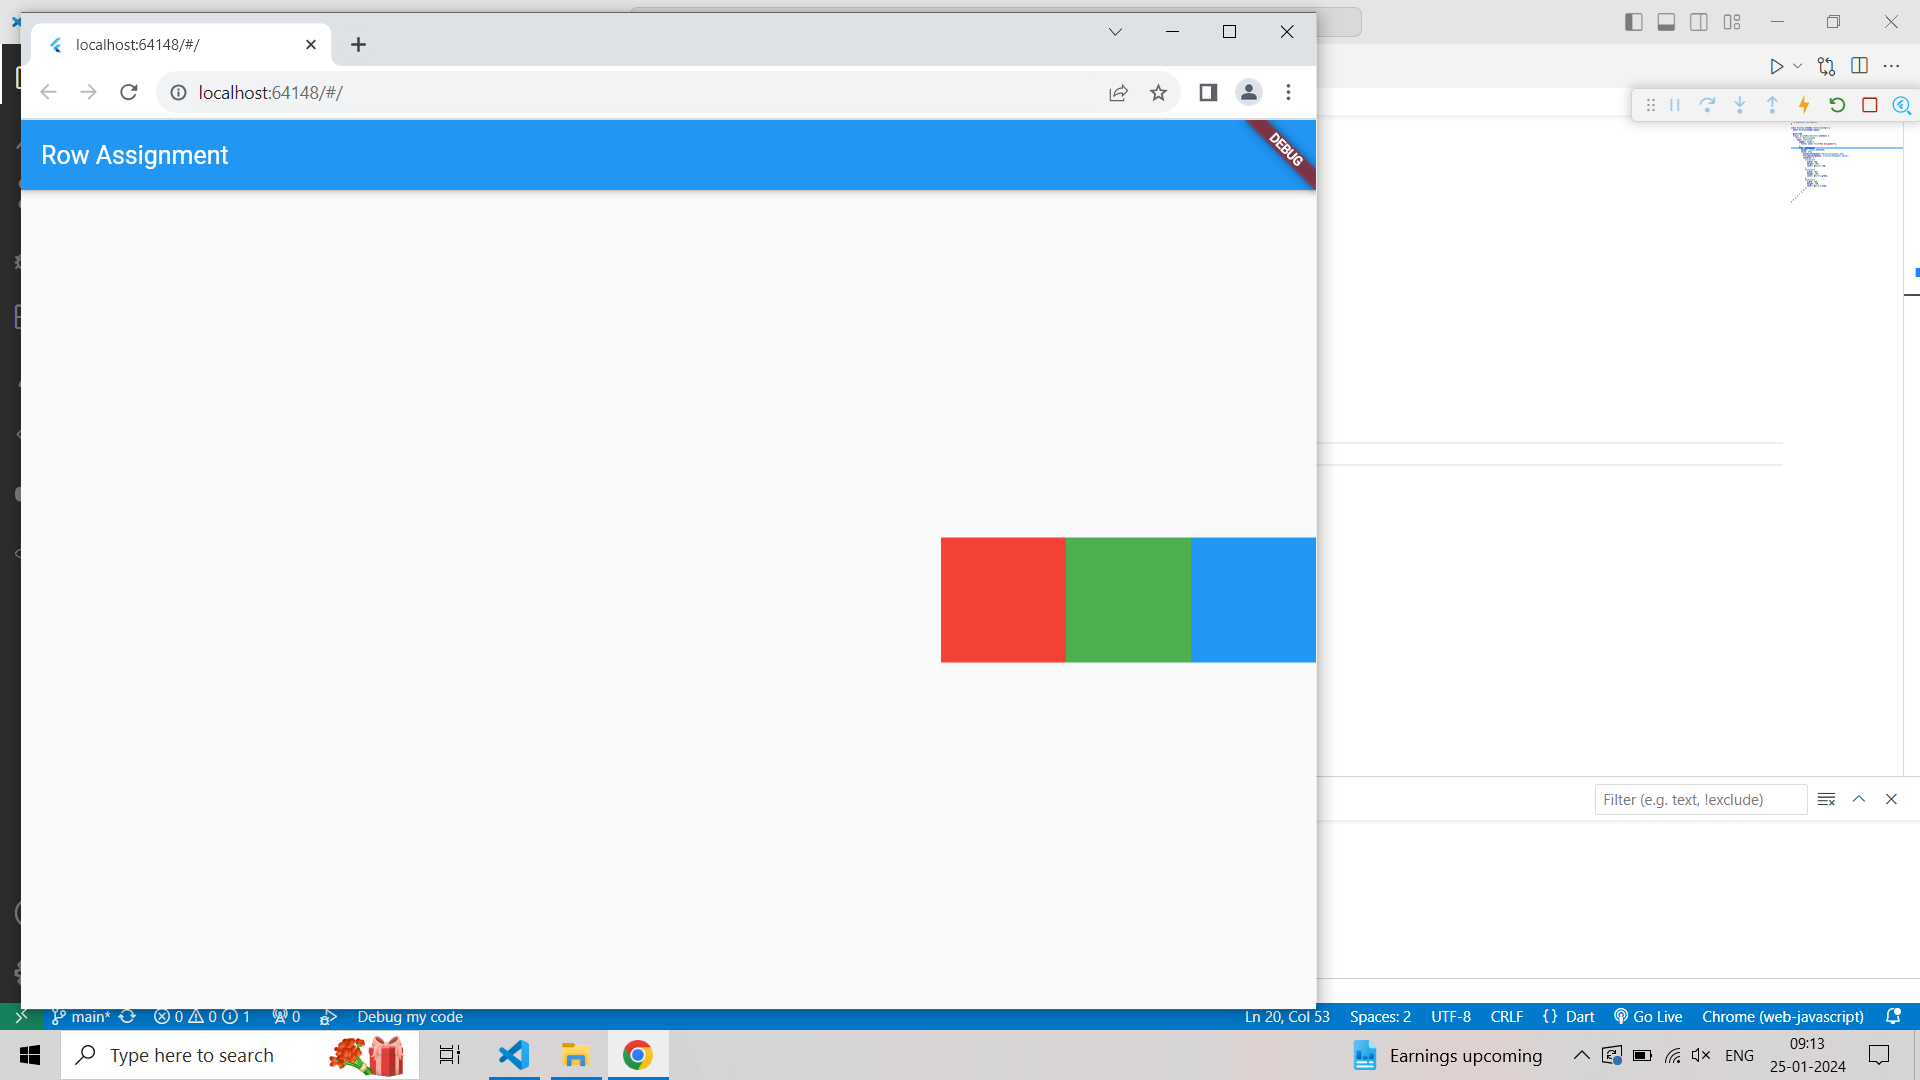 localhost:64148/#/
localhost:64148/#/
Row Assignment
DEBUG
Filter (e.g. text, !exclude)
main* 0 0 1 0 Debug my code Ln 20, Col 53 Spaces: 2 UTF-8 CRLF {} Dart Go Live Chrome (web-javascript)
Type here to search Earnings upcoming ENG 09:13
25-01-2024